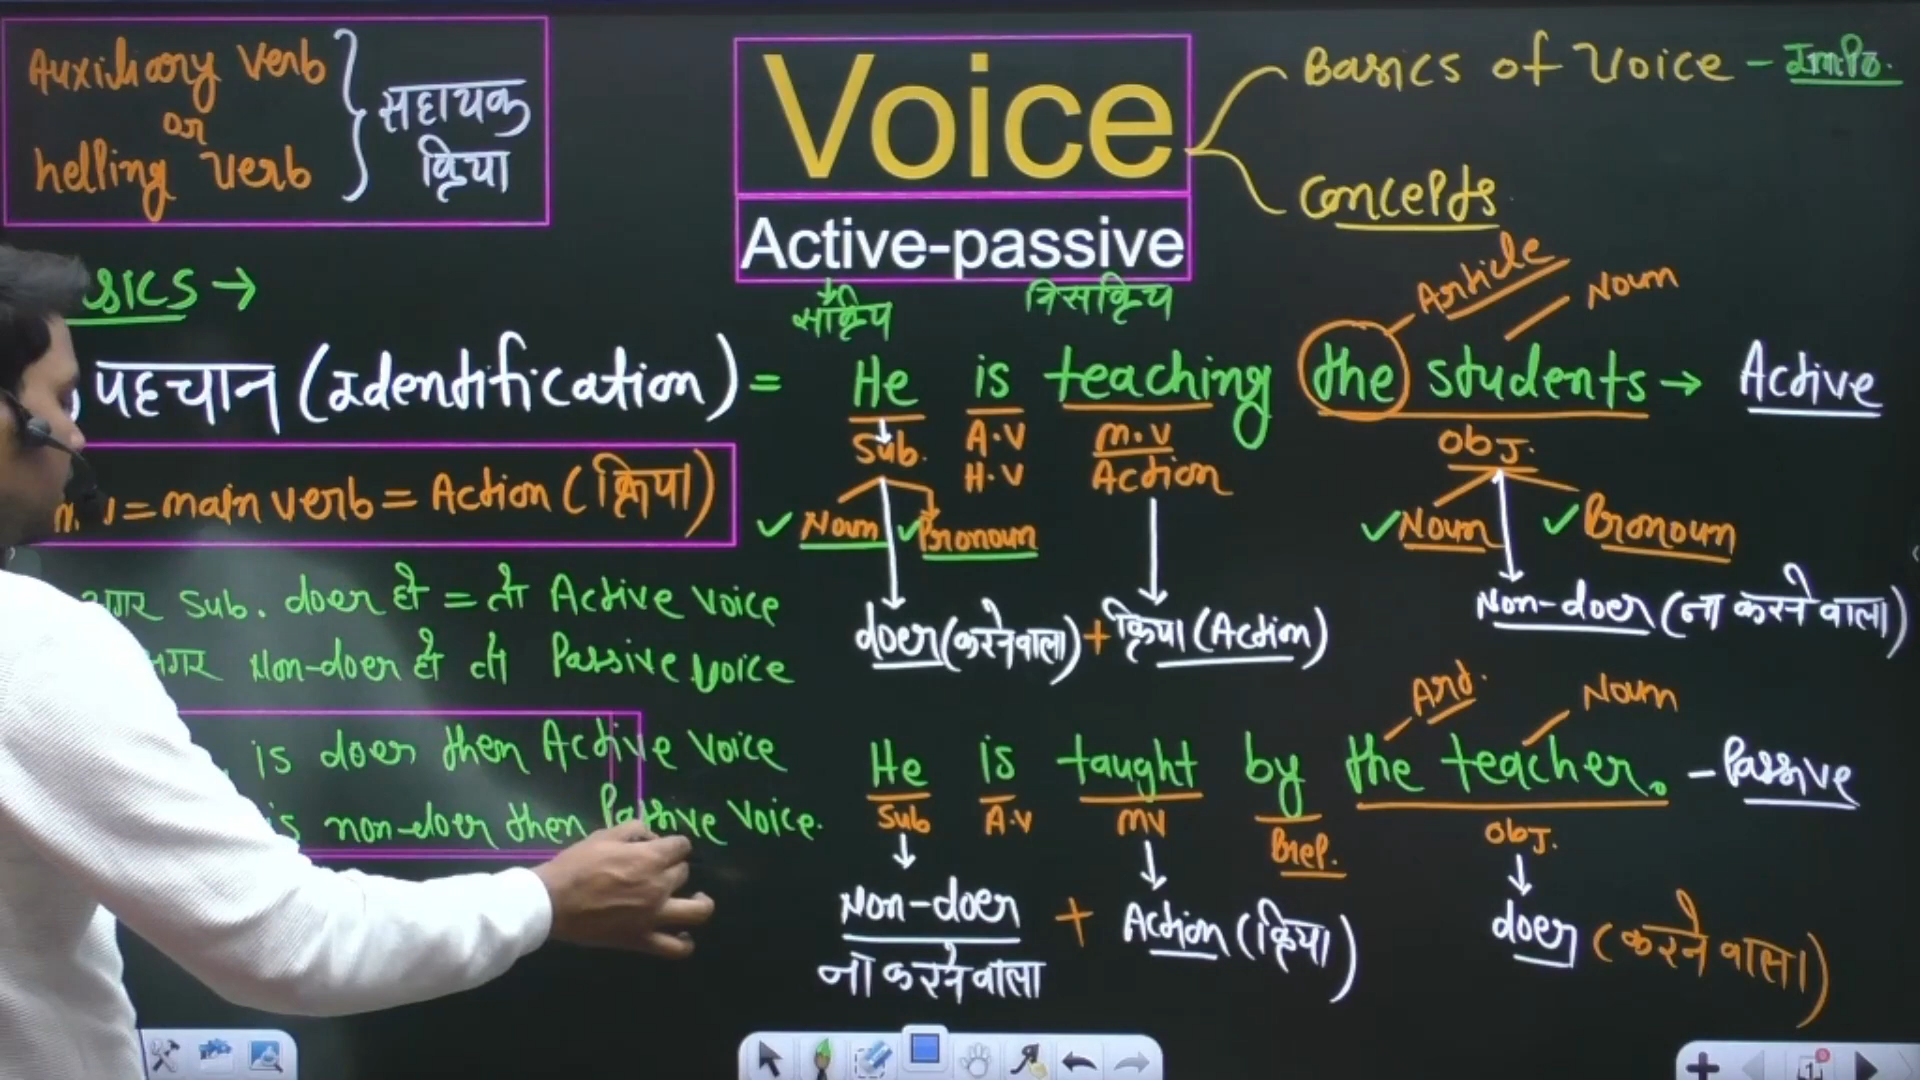 Auxiliary Verb
or
helping Verb
सहायक
क्रिया
Voice
Active-passive
Basics of Voice - Impo.
Concepts
सक्रिय
निसक्रिय
Article
Noun
पहचान (Identification) = He is teaching the students → Active
Sub.
A.V
H.V
M.V
Action
Obj.
Noun
Pronoun
Noun
Pronoun
= main verb = Action (क्रिया)
doer (करनेवाला) + क्रिया (Action)
Non-doer (ना करने वाला)
अगर Sub. doer हो = तो Active Voice
अगर Non-doer हो तो Passive Voice
is doer then Active Voice
is non-doer then Passive Voice.
Art.
Noun
He is taught by the teacher. - Passive
Sub
A.V
MV
Prep.
Obj.
Non-doer + Action (क्रिया)
ना करने वाला
doer (करने वाला)
1